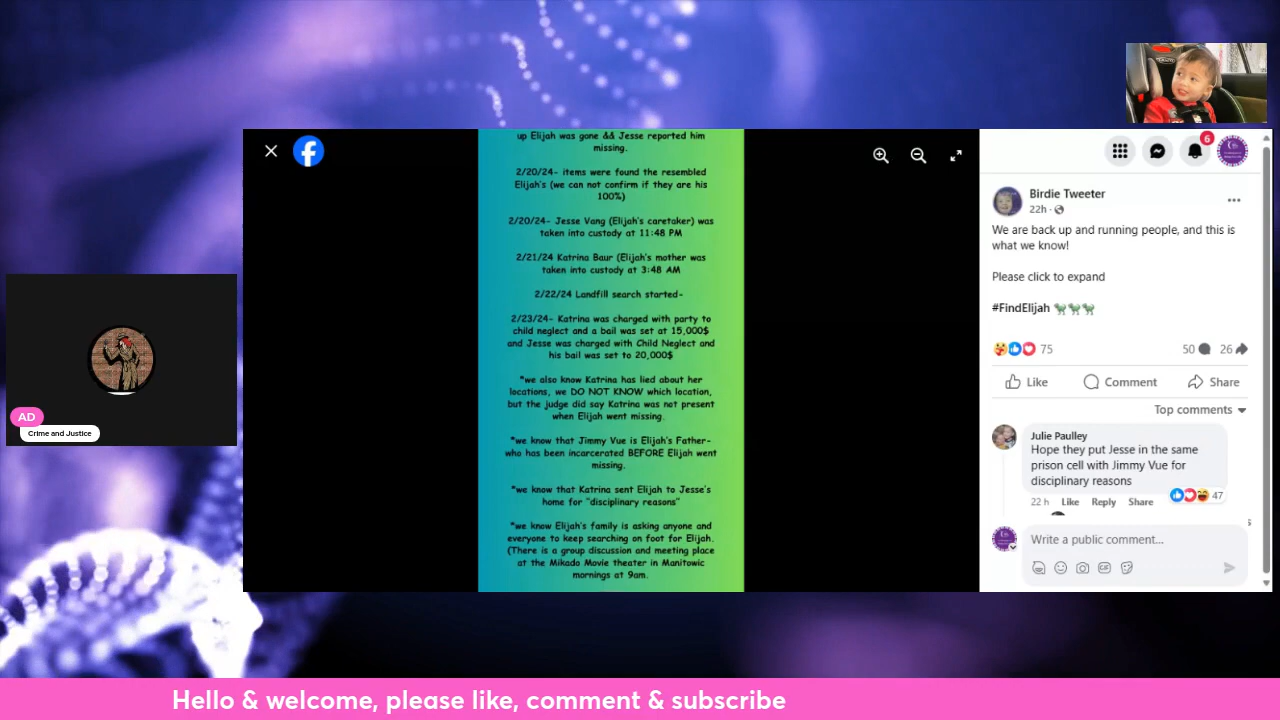 up Elijah was gone && Jesse reported him
missing.
2/20/24- items were found the resembled
Elijah's (we can not confirm if they are his
100%)
2/20/24- Jesse Vang (Elijah's caretaker) was
taken into custody at 11:48 PM
2/21/24 Katrina Baur (Elijah's mother was
taken into custody at 3:48 AM
2/22/24 Landfill search started-
2/23/24- Katrina was charged with party to
child neglect and a bail was set at 15,000$
and Jesse was charged with Child Neglect and
his bail was set to 20,000$
*we also know Katrina has lied about her
locations, we DO NOT KNOW which location,
but the judge did say Katrina was not present
when Elijah went missing.
*we know that Jimmy Vue is Elijah's Father-
who has been incarcerated BEFORE Elijah went
missing.
*we know that Katrina sent Elijah to Jesse's
home for "disciplinary reasons"
*we know Elijah's family is asking anyone and
everyone to keep searching on foot for Elijah.
(There is a group discussion and meeting place
at the Mikado Movie theater in Manitowic
mornings at 9am.
6
Birdie Tweeter
22h ·
We are back up and running people, and this is
what we know!
Please click to expand
#FindElijah
75 50 26
Like Comment Share
Top comments
Julie Paulley
Hope they put Jesse in the same
prison cell with Jimmy Vue for
disciplinary reasons
22 h Like Reply Share 47
Write a public comment...
GIF
AD
Crime and Justice
Hello & welcome, please like, comment & subscribe